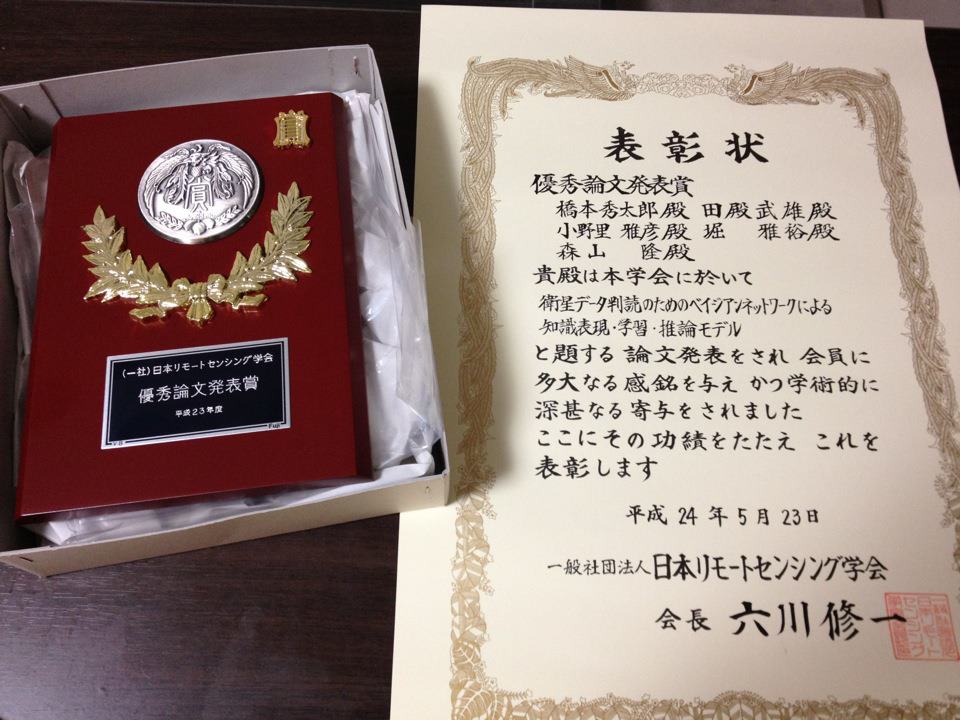 賞
(一社)日本リモートセンシング学会
優秀論文発表賞
平成23年度
V.S
Fuji
表彰状
優秀論文発表賞
橋本秀太郎殿 田殿武雄殿
小野里 雅彦殿 堀 雅裕殿
森山 隆殿
貴殿は本学会に於いて
衛星データ判読のためのベイジアンネットワークによる
知識表現・学習・推論モデル
と題する 論文発表をされ 会員に
多大なる感銘を与え かつ学術的に
深甚なる寄与をされました
ここにその功績をたたえ これを
表彰します
平成 24 年 5 月 23 日
一般社団法人 日本リモートセンシング学会
会長 六川修一